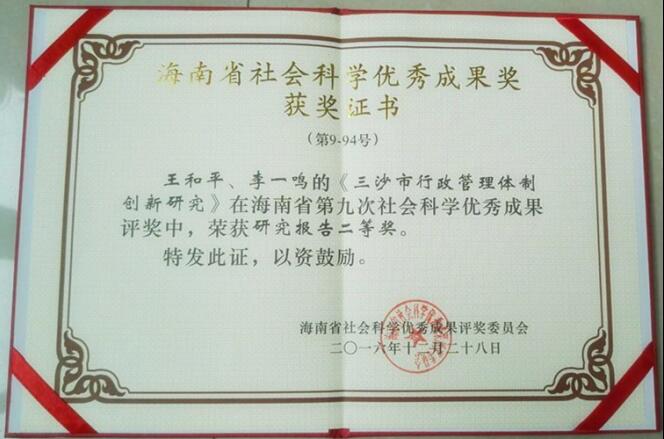 海南省社会科学优秀成果奖
获奖证书
（第9-94号）
王和平、李一鸣的《三沙市行政管理体制
创新研究》在海南省第九次社会科学优秀成果
评奖中，荣获研究报告二等奖。
特发此证，以资鼓励。
海南省社会科学优秀成果评奖委员会
二〇一六年十二月二十八日